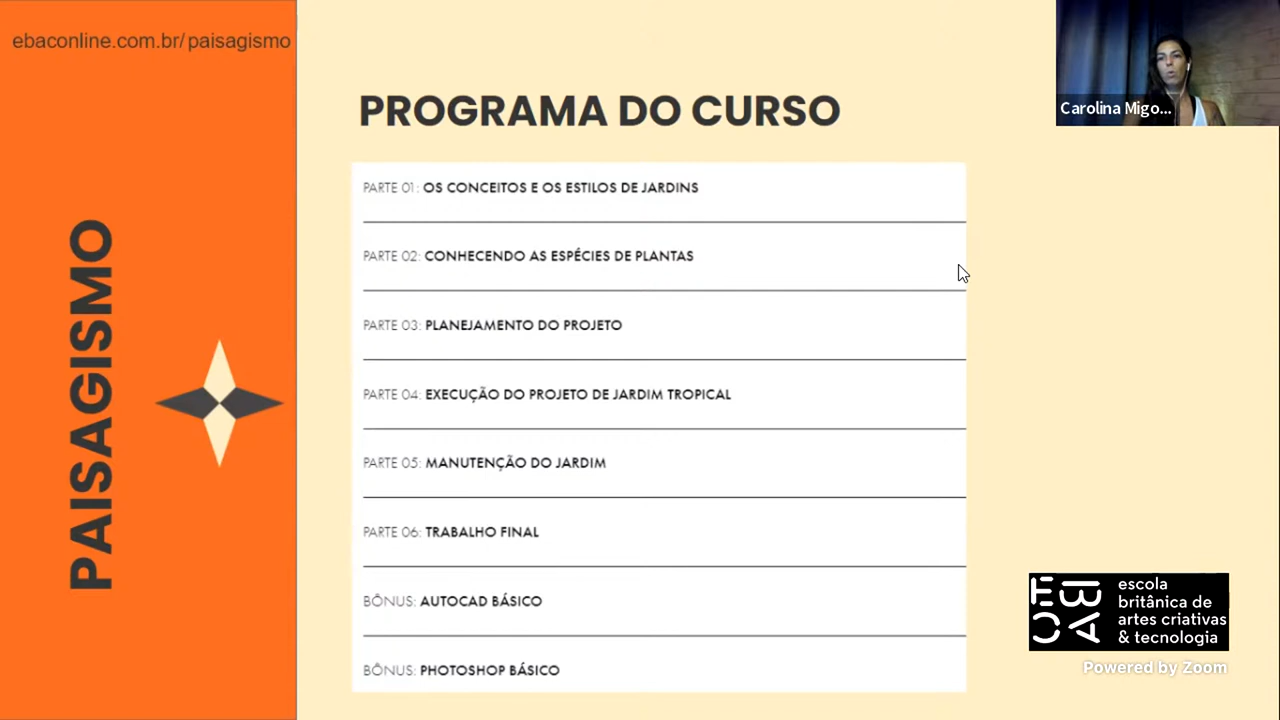 ebaconline.com.br/paisagismo
PAISAGISMO
PROGRAMA DO CURSO
PARTE 01: OS CONCEITOS E OS ESTILOS DE JARDINS
PARTE 02: CONHECENDO AS ESPÉCIES DE PLANTAS
PARTE 03: PLANEJAMENTO DO PROJETO
PARTE 04: EXECUÇÃO DO PROJETO DE JARDIM TROPICAL
PARTE 05: MANUTENÇÃO DO JARDIM
PARTE 06: TRABALHO FINAL
BÔNUS: AUTOCAD BÁSICO
BÔNUS: PHOTOSHOP BÁSICO
Carolina Migo...
EBAC
escola
britânica de
artes criativas
& tecnologia
Powered by Zoom